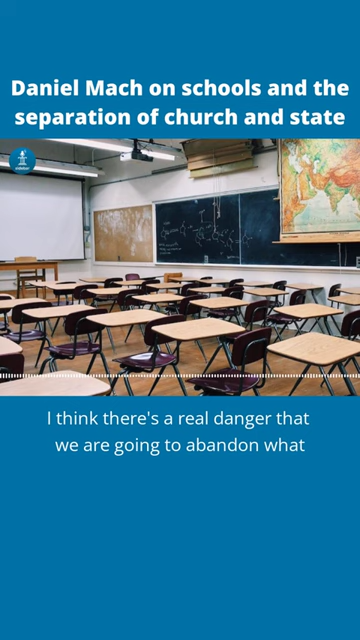 Daniel Mach on schools and the
separation of church and state
I think there's a real danger that
we are going to abandon what